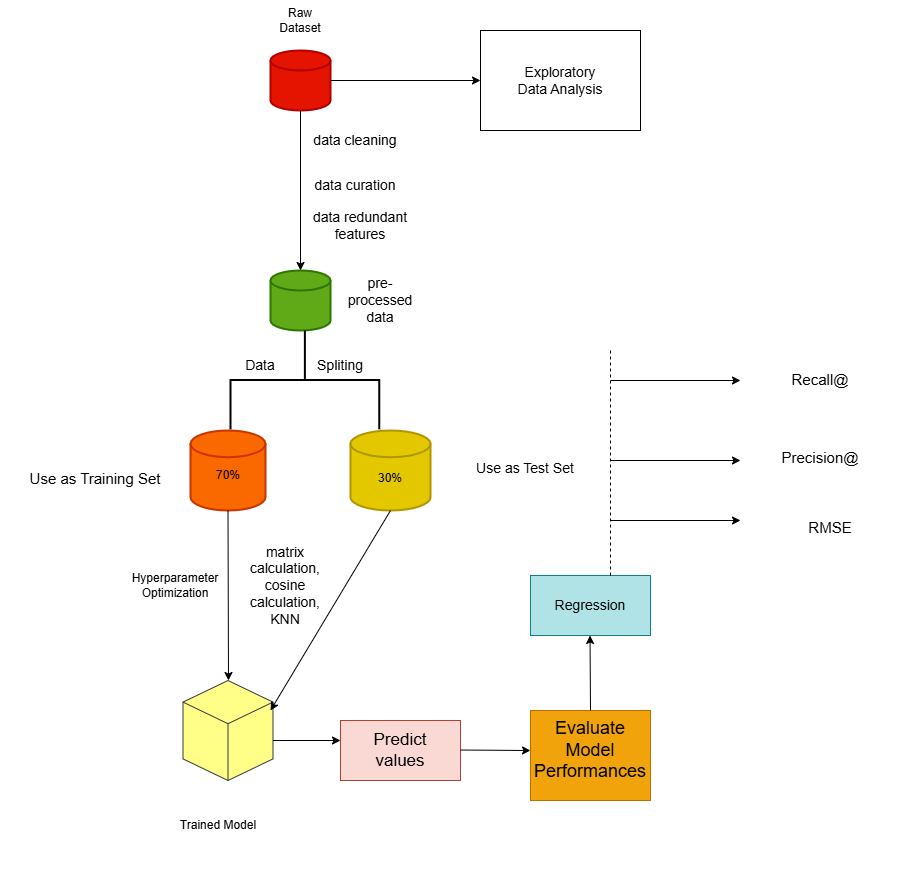 Raw
Dataset
Exploratory
Data Analysis
data cleaning
data curation
data redundant
features
pre-
processed
data
Data
Spliting
Use as Training Set
70%
30%
Use as Test Set
Recall@
Precision@
RMSE
Hyperparameter
Optimization
matrix
calculation,
cosine
calculation,
KNN
Regression
Predict
values
Evaluate
Model
Performances
Trained Model